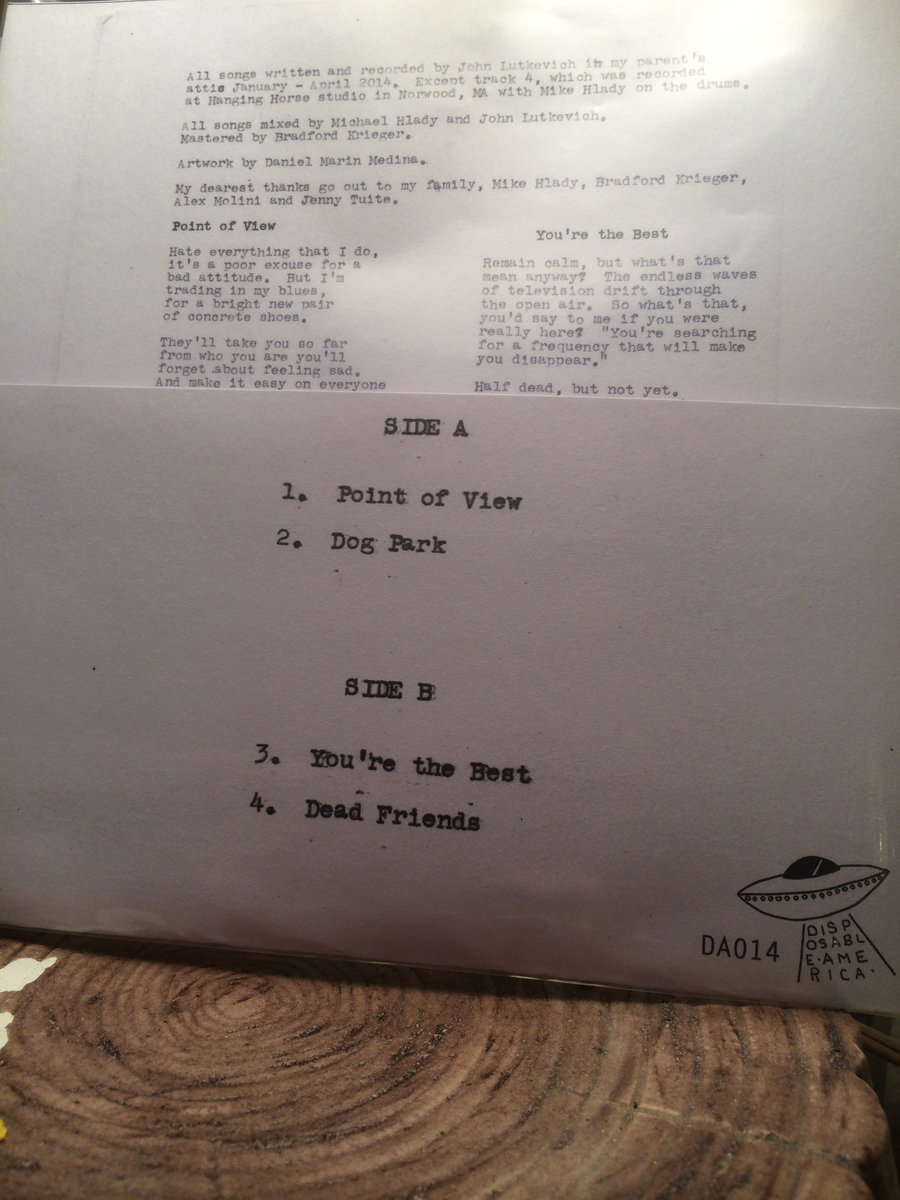 All songs written and recorded by John Lutkevich in my parent's
attic January - April 2014. Except track 4, which was recorded
at Hanging Horse studio in Norwood, MA with Mike Hlady on the drums.
All songs mixed by Michael Hlady and John Lutkevich.
Mastered by Bradford Krieger.
Artwork by Daniel Marin Medina.
My dearest thanks go out to my family, Mike Hlady, Bradford Krieger,
Alex Molini and Jenny Tuite.
Point of View
Hate everything that I do,
it's a poor excuse for a
bad attitude. But I'm
trading in my blues,
for a bright new pair
of concrete shoes.
They'll take you so far
from who you are you'll
forget about feeling sad.
And make it easy on everyone
You're the Best
Remain calm, but what's that
mean anyway? The endless waves
of television drift through
the open air. So what's that,
you'd say to me if you were
really here? "You're searching
for a frequency that will make
you disappear."
Half dead, but not yet.
SIDE A
1. Point of View
2. Dog Park
SIDE B
3. You're the Best
4. Dead Friends
DA014
DISP
OSABL
E·AME
RICA·